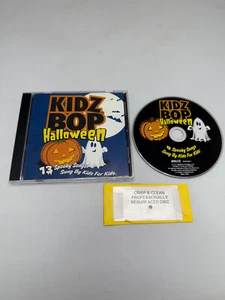 KIDZ
BOP
Halloween
13 Spooky Songs
Sung By Kids For Kids
KIDZ
BOP
Halloween
13 Spooky Songs
Sung By Kids For Kids
CRISP & CLEAN
PROFESSIONALLY
RESURFACED DISC